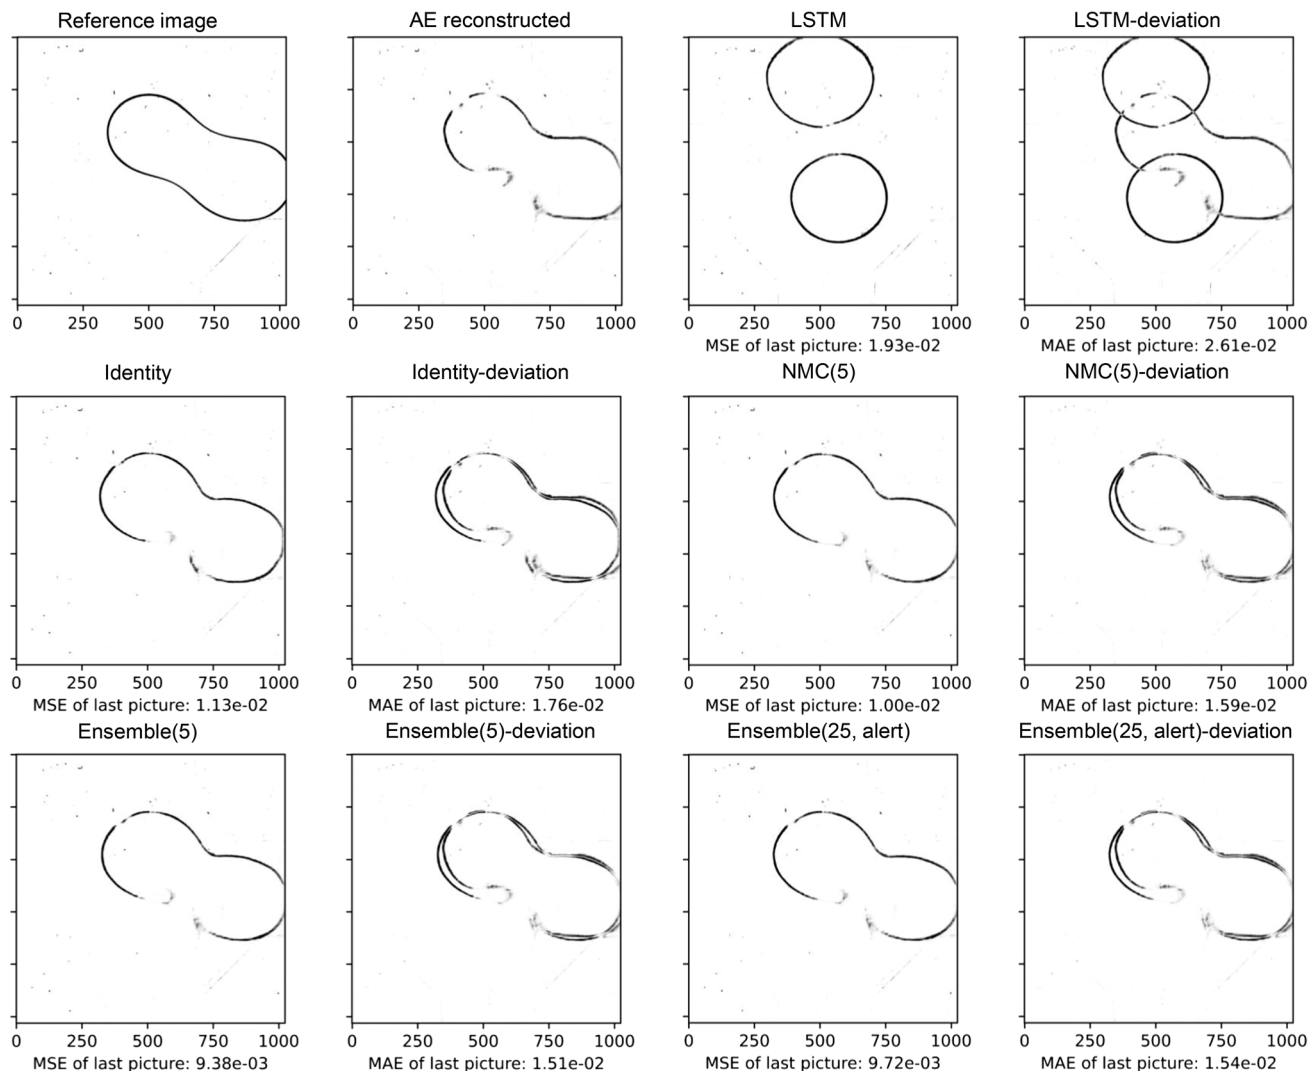 Reference image
AE reconstructed
LSTM
LSTM-deviation
0 250 500 750 1000
0 250 500 750 1000
0 250 500 750 1000
0 250 500 750 1000
MSE of last picture: 1.93e-02
MAE of last picture: 2.61e-02
Identity
Identity-deviation
NMC(5)
NMC(5)-deviation
0 250 500 750 1000
0 250 500 750 1000
0 250 500 750 1000
0 250 500 750 1000
MSE of last picture: 1.13e-02
MAE of last picture: 1.76e-02
MSE of last picture: 1.00e-02
MAE of last picture: 1.59e-02
Ensemble(5)
Ensemble(5)-deviation
Ensemble(25, alert)
Ensemble(25, alert)-deviation
0 250 500 750 1000
0 250 500 750 1000
0 250 500 750 1000
0 250 500 750 1000
MSE of last picture: 9.38e-03
MAE of last picture: 1.51e-02
MSE of last picture: 9.72e-03
MAE of last picture: 1.54e-02